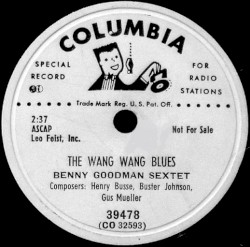 COLUMBIA
SPECIAL
RECORD
FOR
RADIO
STATIONS
Trade Mark Reg. U.S. Pat. Off.
2:37
ASCAP
Leo Feist, Inc.
Not For Sale
THE WANG WANG BLUES
BENNY GOODMAN SEXTET
Composers: Henry Busse, Buster Johnson,
Gus Mueller
39478
(CO 32593)